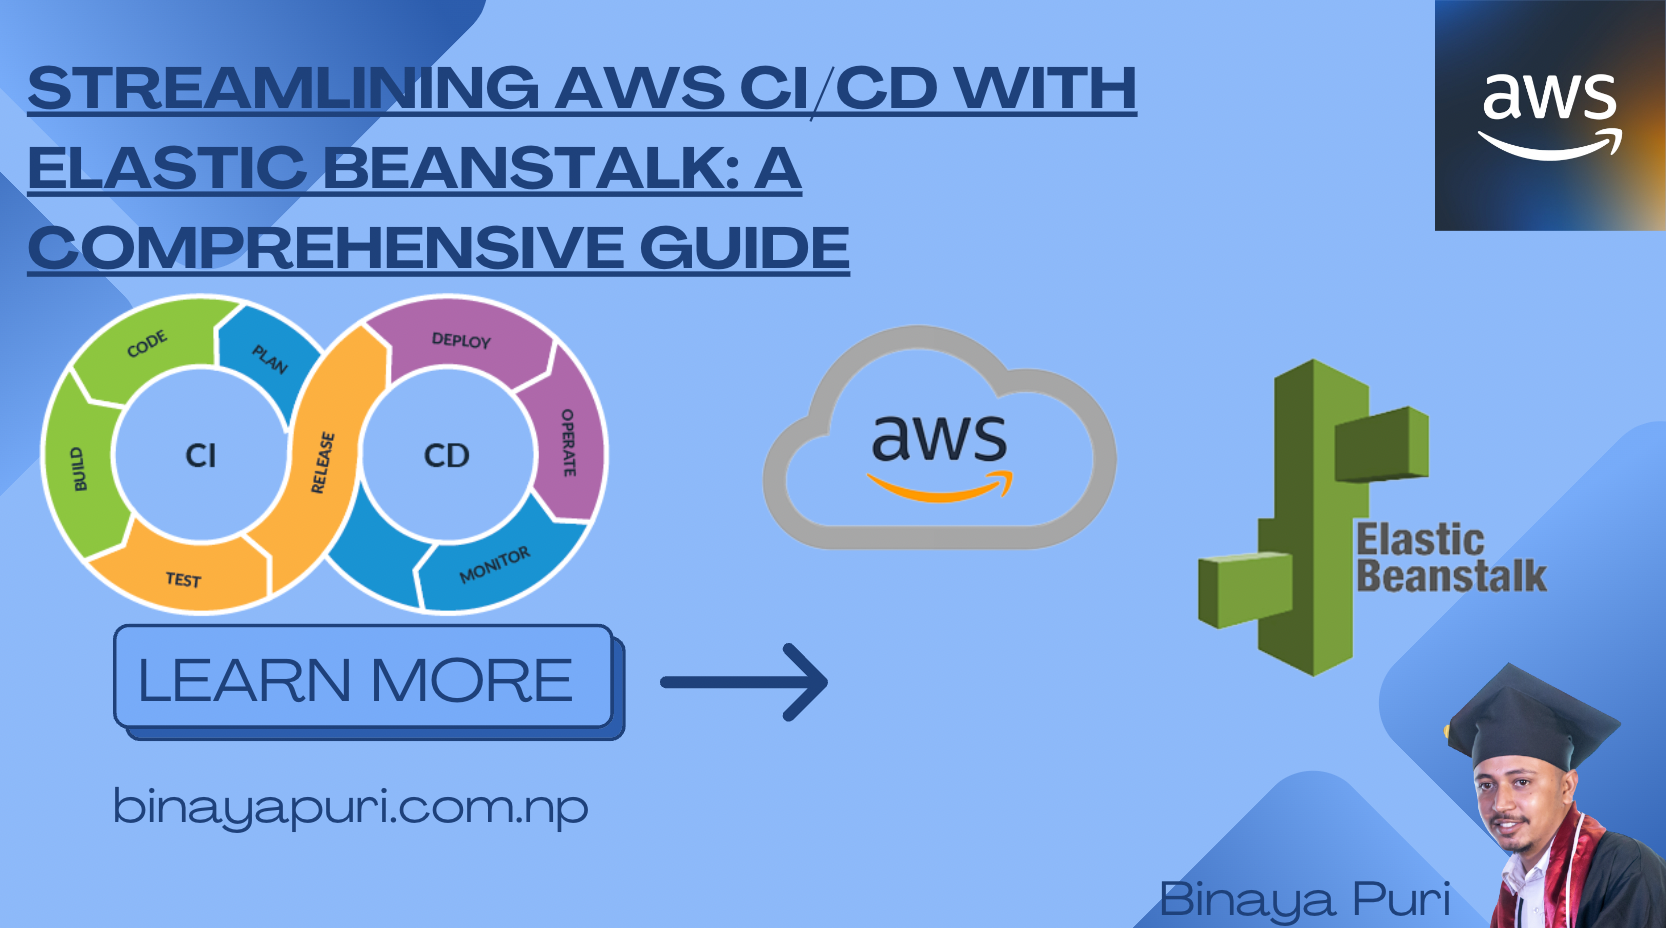 STREAMLINING AWS CI/CD WITH
ELASTIC BEANSTALK: A
COMPREHENSIVE GUIDE
aws
CODE
PLAN
BUILD
CI
TEST
RELEASE
DEPLOY
OPERATE
CD
MONITOR
aws
Elastic
Beanstalk
LEARN MORE
binayapuri.com.np
Binaya Puri